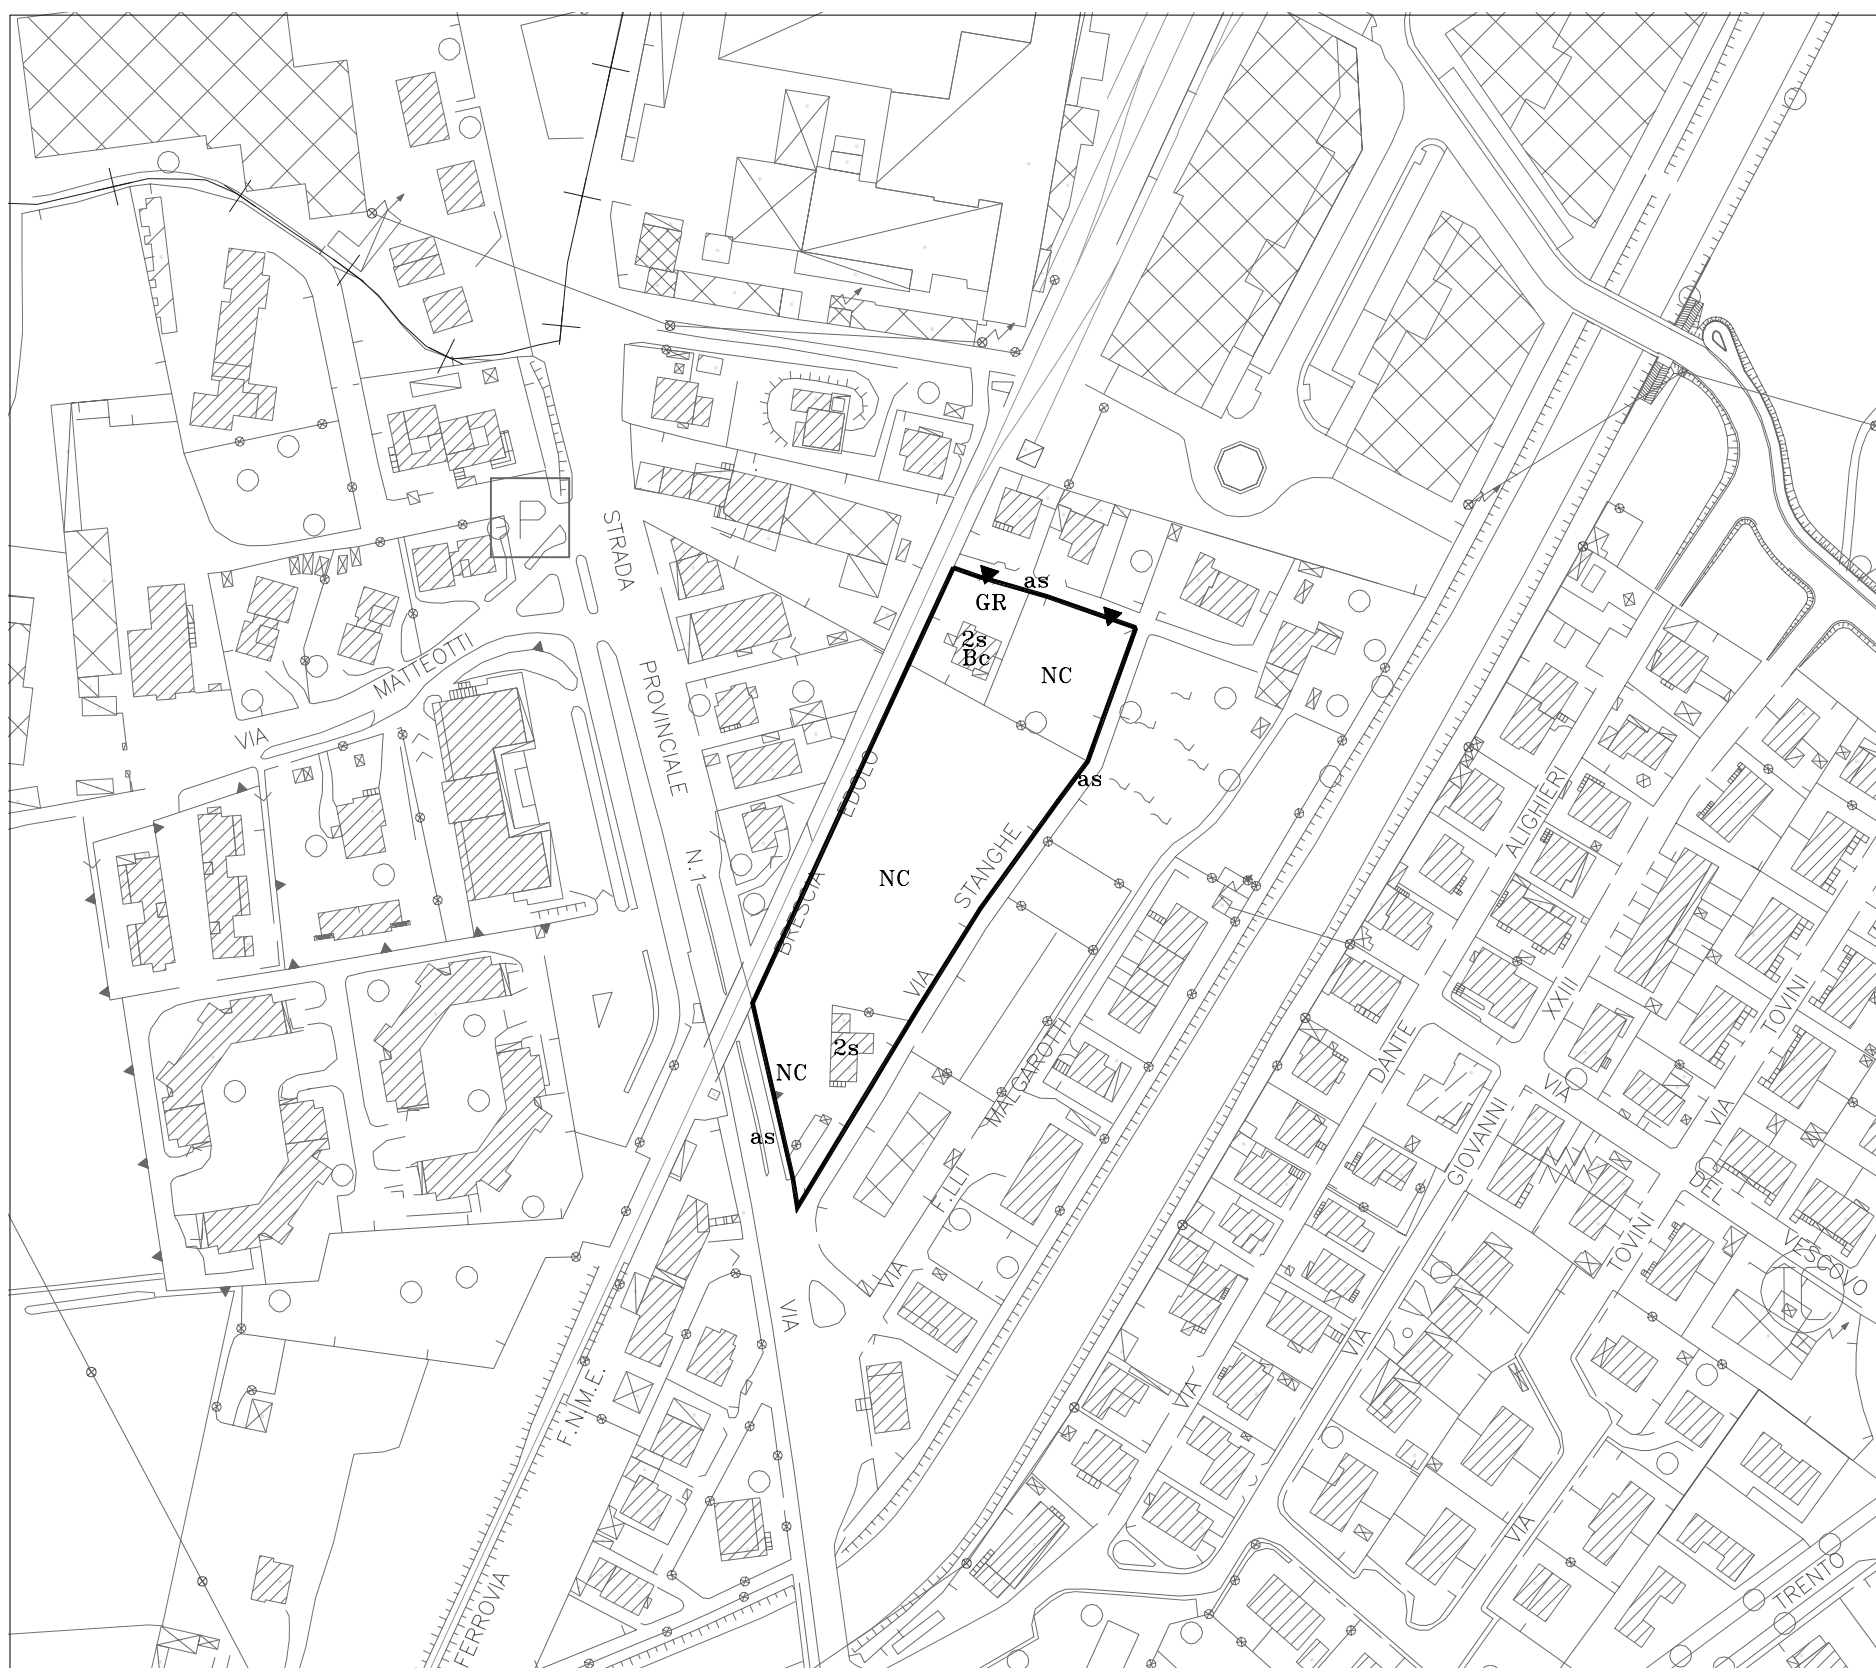 P
STRADA
as
GR
2s
Bc
NC
VIA MATTEOTTI
PROVINCIALE
EDOLO
as
N.1
NC
STANGHE
BRESCIA
VIA
ALIGHIERI
XXIII
TOVINI
2s
NC
as
DANTE
MALGAROTTI
VIA
VIA
GIOVANNI
F.LLI
DEL
TOVINI
VESCOVO
VIA
VIA
VIA
VIA
F.N.M.E.
VIA
TRENTO
FERROVIA